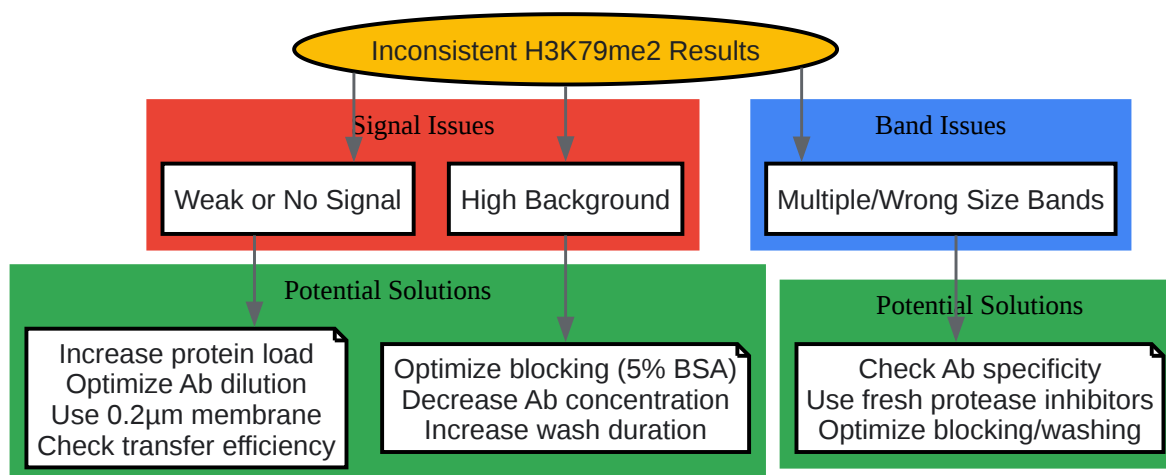 Inconsistent H3K79me2 Results
Signal Issues
Band Issues
Weak or No Signal
High Background
Multiple/Wrong Size Bands
Potential Solutions
Increase protein load
Optimize Ab dilution
Use 0.2µm membrane
Check transfer efficiency
Optimize blocking (5% BSA)
Decrease Ab concentration
Increase wash duration
Potential Solutions
Check Ab specificity
Use fresh protease inhibitors
Optimize blocking/washing